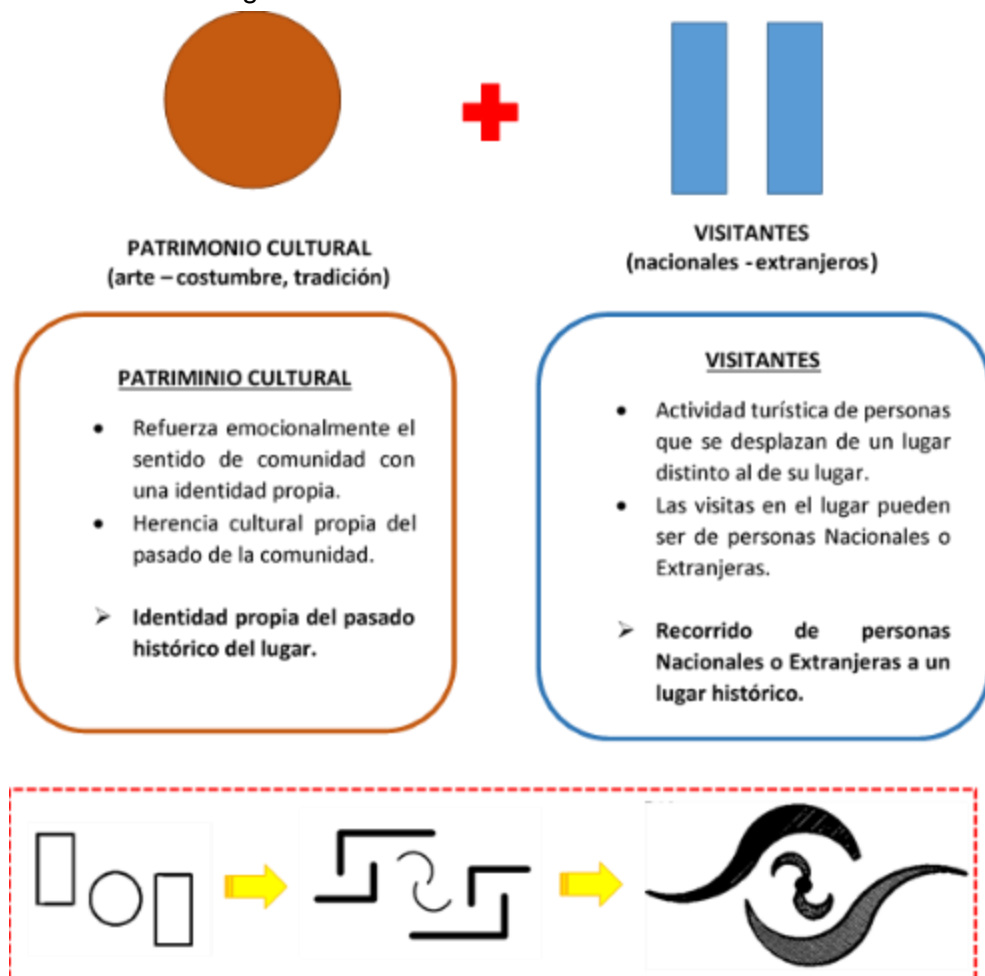 PATRIMONIO CULTURAL
(arte – costumbre, tradición)
VISITANTES
(nacionales - extranjeros)
PATRIMINIO CULTURAL
• Refuerza emocionalmente el
sentido de comunidad con
una identidad propia.
• Herencia cultural propia del
pasado de la comunidad.
➢ Identidad propia del pasado
histórico del lugar.
VISITANTES
• Actividad turística de personas
que se desplazan de un lugar
distinto al de su lugar.
• Las visitas en el lugar pueden
ser de personas Nacionales o
Extranjeras.
➢ Recorrido de personas
Nacionales o Extranjeras a un
lugar histórico.